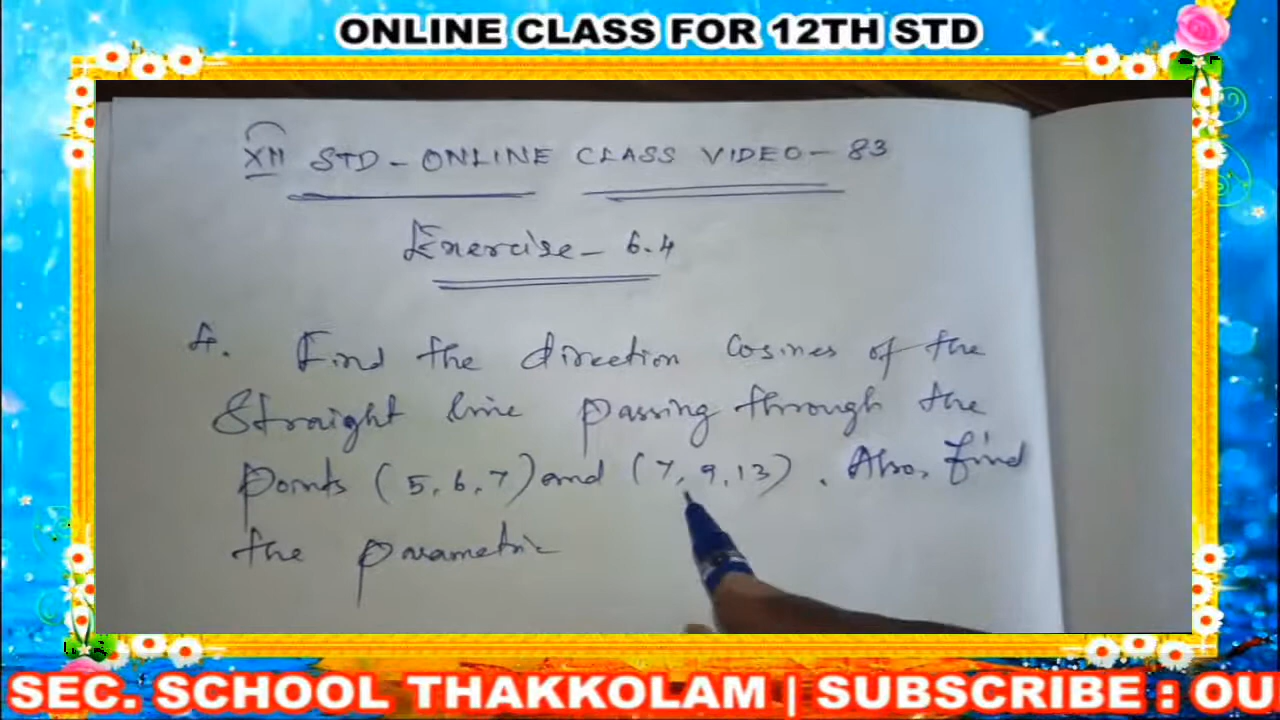 ONLINE CLASS FOR 12TH STD
XII STD - ONLINE CLASS VIDEO - 83
Exercise - 6.4
4. Find the direction cosines of the
Straight line passing through the
points (5,6,7) and (7,9,13). Also, find
the parametric
SEC. SCHOOL THAKKOLAM | SUBSCRIBE : OU